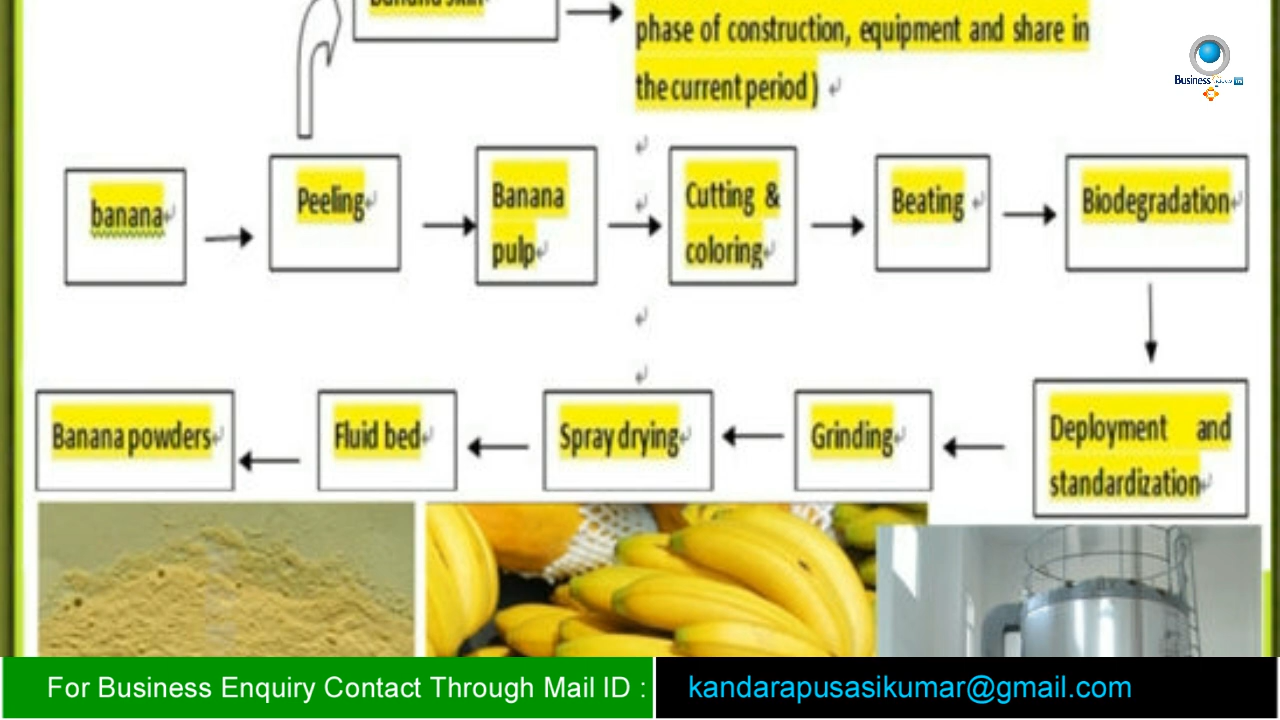 Banana skin
phase of construction, equipment and share in
the current period )
Business
banana
Peeling
Banana
pulp
Cutting &
coloring
Beating
Biodegradation
Banana powders
Fluid bed
Spray drying
Grinding
Deployment and
standardization
For Business Enquiry Contact Through Mail ID :
kandarapusasikumar@gmail.com